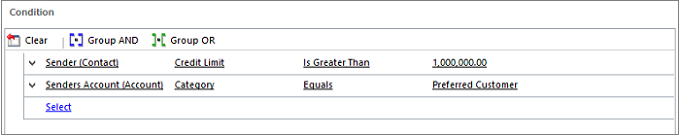 Condition
Clear Group AND Group OR
Sender (Contact) Credit Limit Is Greater Than 1,000,000.00
Senders Account (Account) Category Equals Preferred Customer
Select